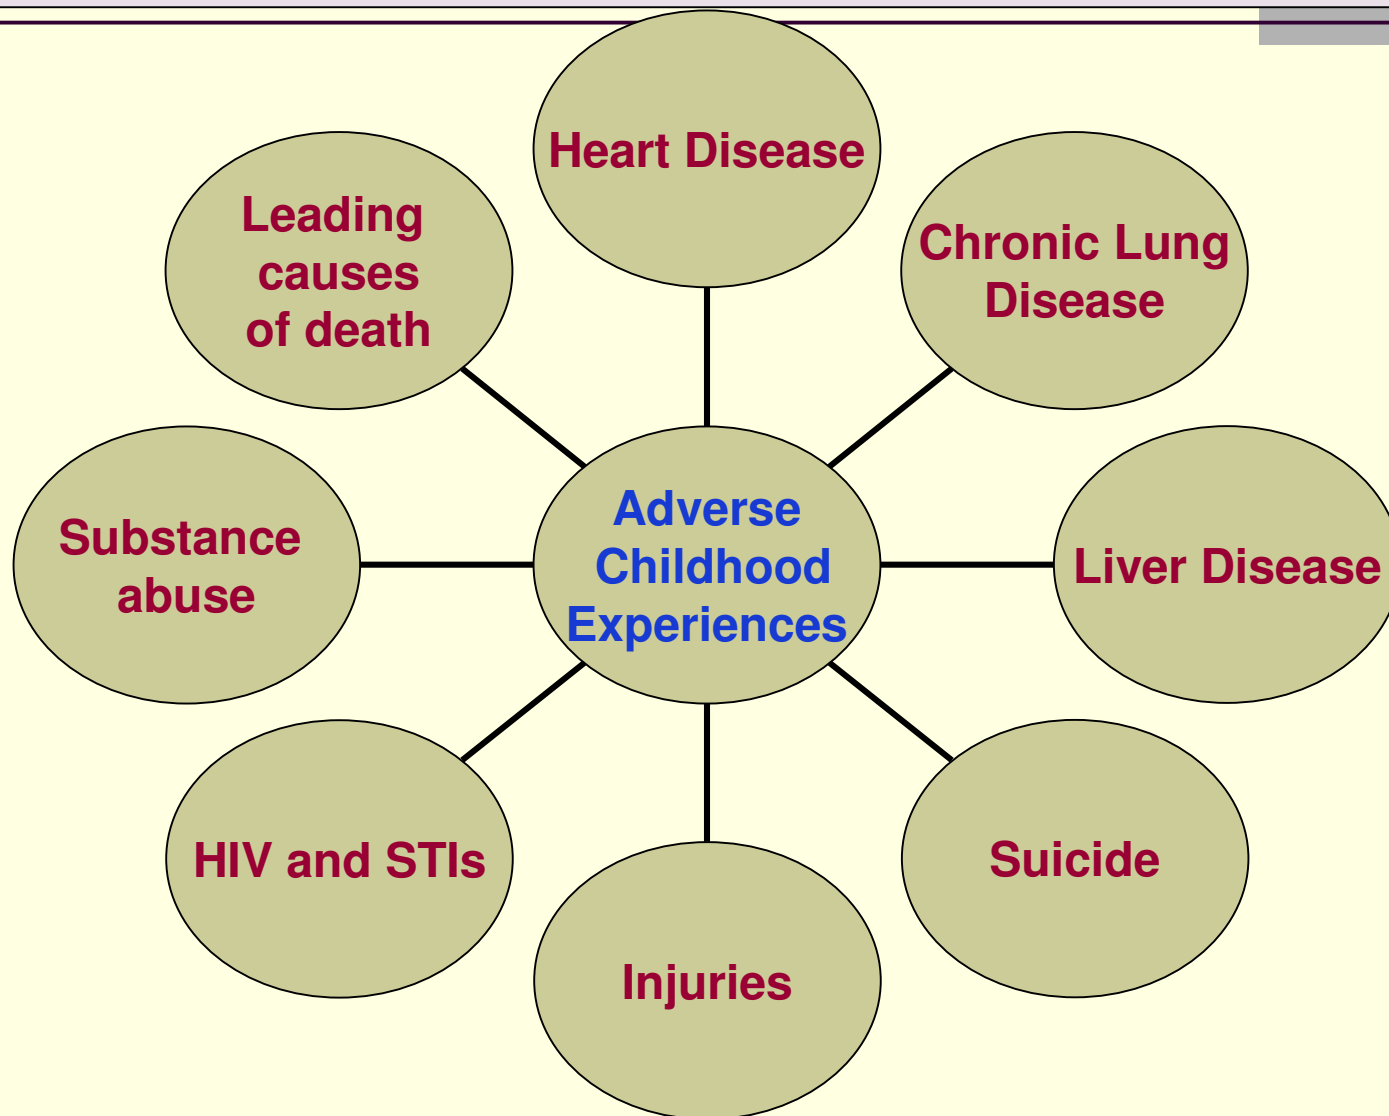 Heart Disease
Leading
causes
of death
Chronic Lung
Disease
Adverse
Childhood
Experiences
Substance
abuse
Liver Disease
HIV and STIs
Suicide
Injuries